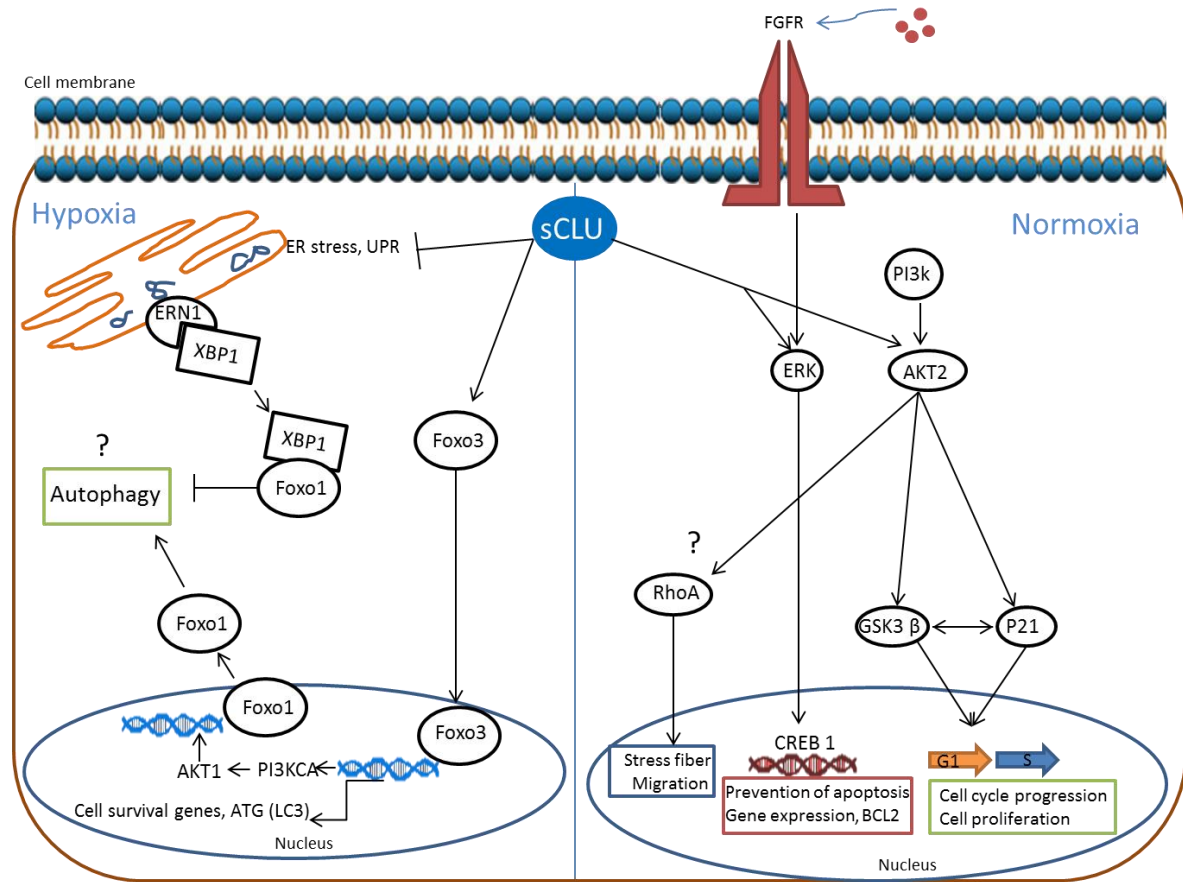 FGFR
Cell membrane
Hypoxia
sCLU
Normoxia
ER stress, UPR
PI3k
ERN1
XBP1
ERK
AKT2
XBP1
Foxo3
?
Foxo1
Autophagy
?
RhoA
Foxo1
GSK3 β
P21
Foxo1
Foxo3
CREB 1
AKT1
PI3KCA
Stress fiber
Migration
G1
S
Prevention of apoptosis
Gene expression, BCL2
Cell cycle progression
Cell proliferation
Cell survival genes, ATG (LC3)
Nucleus
Nucleus